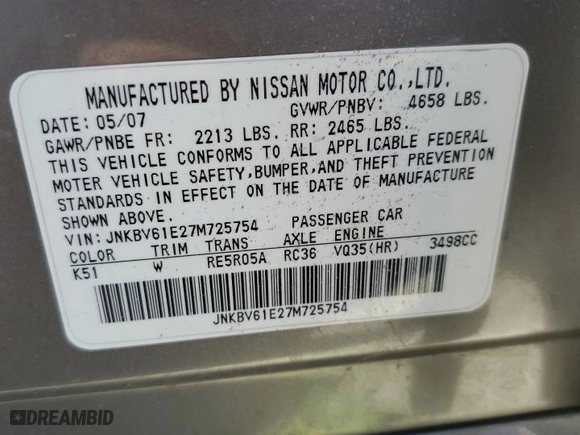 MANUFACTURED BY NISSAN MOTOR CO.,LTD.
DATE: 05/07 GVWR/PNBV: 4658 LBS.
GAWR/PNBE FR: 2213 LBS. RR: 2465 LBS.
THIS VEHICLE CONFORMS TO ALL APPLICABLE FEDERAL
MOTER VEHICLE SAFETY,BUMPER,AND THEFT PREVENTION
STANDARDS IN EFFECT ON THE DATE OF MANUFACTURE
SHOWN ABOVE.
VIN: JNKBV61E27M725754 PASSENGER CAR
COLOR TRIM TRANS AXLE ENGINE
K51 W RE5R05A RC36 VQ35(HR) 3498CC
JNKBV61E27M725754
DREAMBID